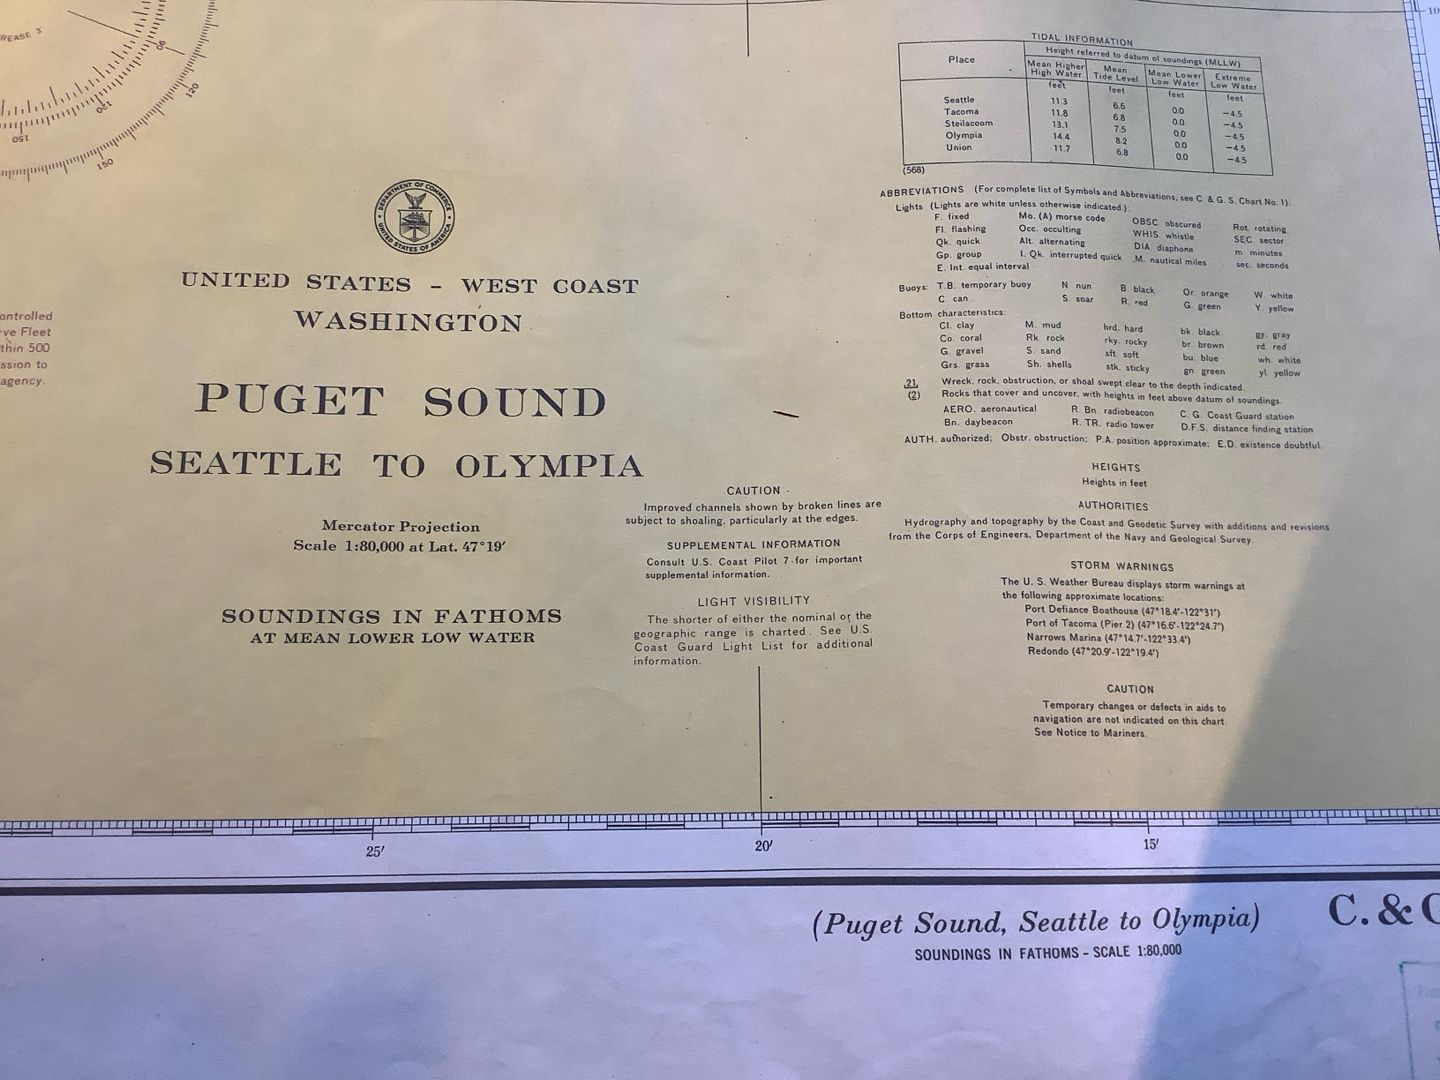 REASE 3'
90
120
120
150
150
DEPARTMENT OF COMMERCE
UNITED STATES OF AMERICA
UNITED STATES - WEST COAST
WASHINGTON
PUGET SOUND
SEATTLE TO OLYMPIA
Mercator Projection
Scale 1:80,000 at Lat. 47°19′
SOUNDINGS IN FATHOMS
AT MEAN LOWER LOW WATER
ontrolled
ve Fleet
thin 500
ssion to
agency.
CAUTION
Improved channels shown by broken lines are
subject to shoaling, particularly at the edges.
SUPPLEMENTAL INFORMATION
Consult U.S. Coast Pilot 7 for important
supplemental information.
LIGHT VISIBILITY
The shorter of either the nominal or the
geographic range is charted. See U.S.
Coast Guard Light List for additional
information.
TIDAL INFORMATION
Place Height referred to datum of soundings (MLLW)
Mean Higher High Water Mean Tide Level Mean Lower Low Water Extreme Low Water
feet feet feet feet
Seattle 11.3 6.6 0.0 −4.5
Tacoma 11.8 6.8 0.0 −4.5
Steilacoom 13.1 7.5 0.0 −4.5
Olympia 14.4 8.2 0.0 −4.5
Union 11.7 6.8 0.0 −4.5
(568)
ABBREVIATIONS (For complete list of Symbols and Abbreviations, see C. & G. S. Chart No. 1).
Lights (Lights are white unless otherwise indicated.):
F. fixed Mo. (A) morse code OBSC. obscured Rot. rotating
Fl. flashing Occ. occulting WHIS. whistle SEC. sector
Qk. quick Alt. alternating DIA. diaphone m. minutes
Gp. group I. Qk. interrupted quick M. nautical miles sec. seconds
E. Int. equal interval
Buoys: T.B. temporary buoy N. nun B. black Or. orange W. white
C. can S. spar R. red G. green Y. yellow
Bottom characteristics:
Cl. clay M. mud hrd. hard bk. black gy. gray
Co. coral Rk. rock rky. rocky br. brown rd. red
G. gravel S. sand sft. soft bu. blue wh. white
Grs. grass Sh. shells stk. sticky gn. green yl. yellow
21 Wreck, rock, obstruction, or shoal swept clear to the depth indicated.
(2) Rocks that cover and uncover, with heights in feet above datum of soundings.
AERO. aeronautical R. Bn. radiobeacon C. G. Coast Guard station
Bn. daybeacon R. TR. radio tower D.F.S. distance finding station
AUTH. authorized; Obstr. obstruction; P.A. position approximate; E.D. existence doubtful.
HEIGHTS
Heights in feet
AUTHORITIES
Hydrography and topography by the Coast and Geodetic Survey with additions and revisions
from the Corps of Engineers, Department of the Navy and Geological Survey.
STORM WARNINGS
The U. S. Weather Bureau displays storm warnings at
the following approximate locations:
Port Defiance Boathouse (47°18.4′-122°31′)
Port of Tacoma (Pier 2) (47°16.6′-122°24.7′)
Narrows Marina (47°14.7′-122°33.4′)
Redondo (47°20.9′-122°19.4′)
CAUTION
Temporary changes or defects in aids to
navigation are not indicated on this chart.
See Notice to Mariners.
25′ 20′ 15′
(Puget Sound, Seattle to Olympia)
SOUNDINGS IN FATHOMS - SCALE 1:80,000
C. &